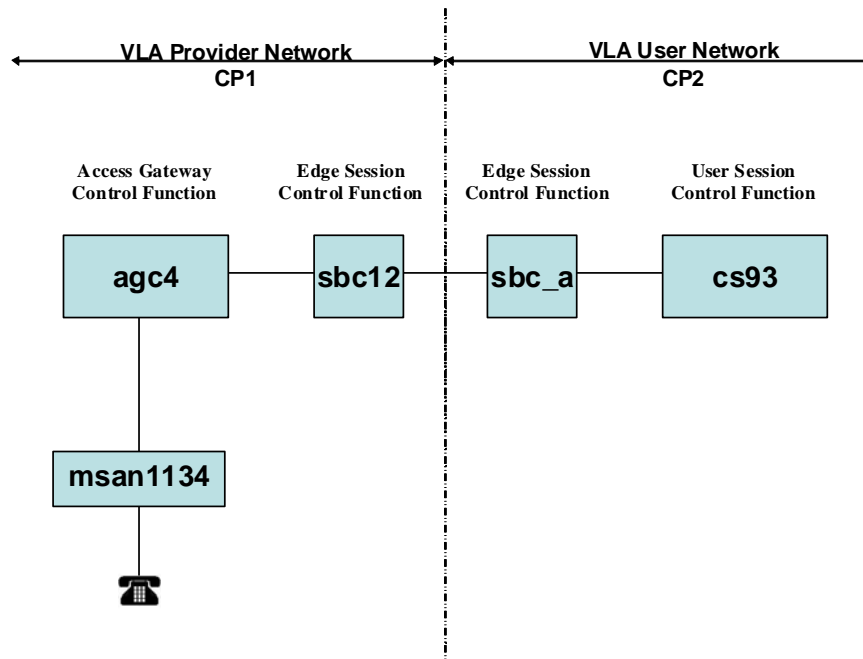 VLA Provider Network
CP1
VLA User Network
CP2
Access Gateway
Control Function
Edge Session
Control Function
Edge Session
Control Function
User Session
Control Function
agc4
sbc12
sbc_a
cs93
msan1134